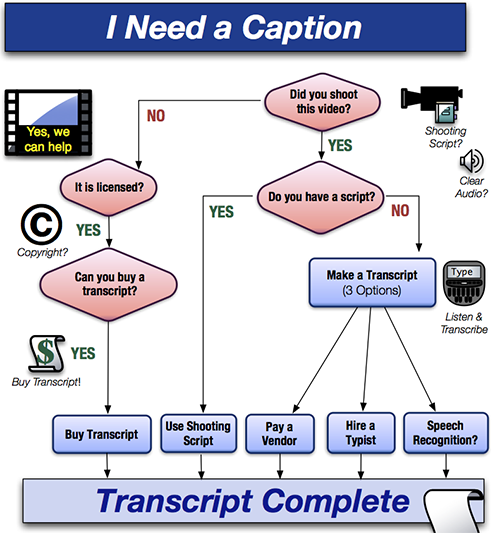 I Need a Caption
Did you shoot
this video?
NO
YES
Yes, we
can help
Shooting
Script?
Clear
Audio?
It is licensed?
Do you have a script?
YES
NO
Copyright?
YES
Can you buy a
transcript?
Make a Transcript
(3 Options)
Type
Listen &
Transcribe
$
YES
Buy Transcript!
Buy Transcript
Use Shooting
Script
Pay a
Vendor
Hire a
Typist
Speech
Recognition?
Transcript Complete